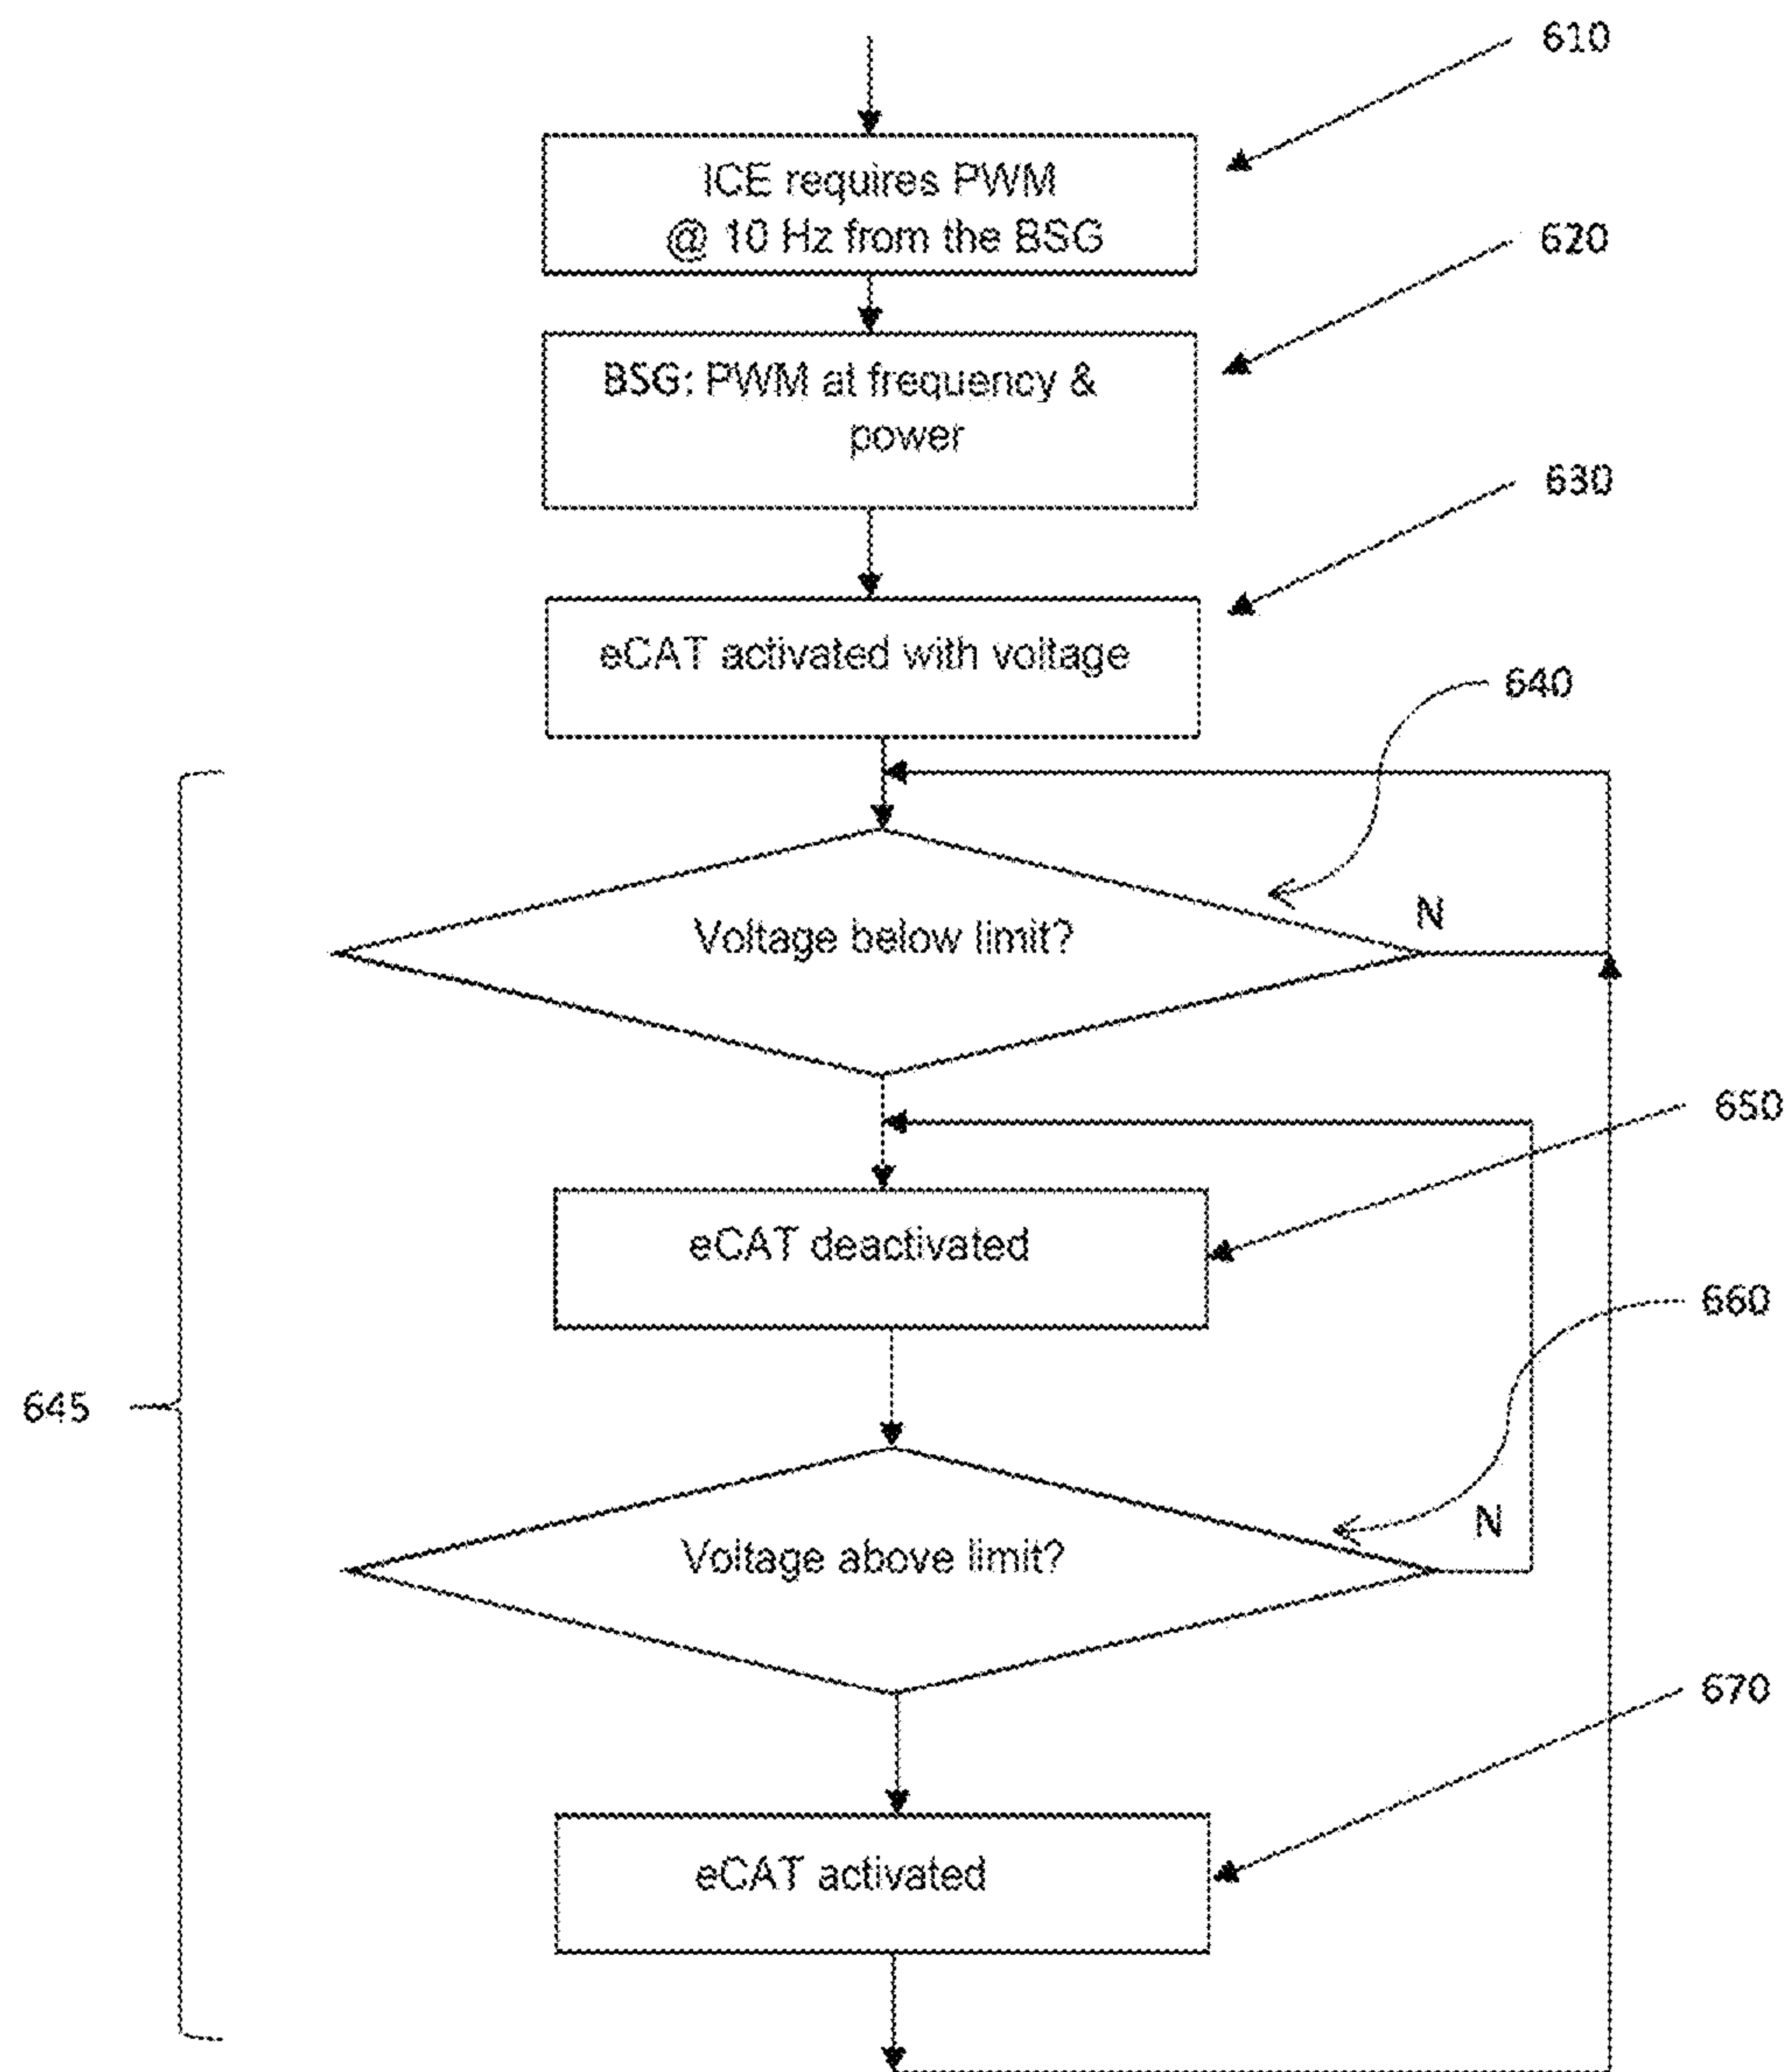 610
ICE requires PWM
@ 10 Hz from the BSG
620
BSG: PWM at frequency &
power
630
eCAT activated with voltage
640
Voltage below limit?
N
650
eCAT deactivated
660
645
N
Voltage above limit?
670
eCAT activated